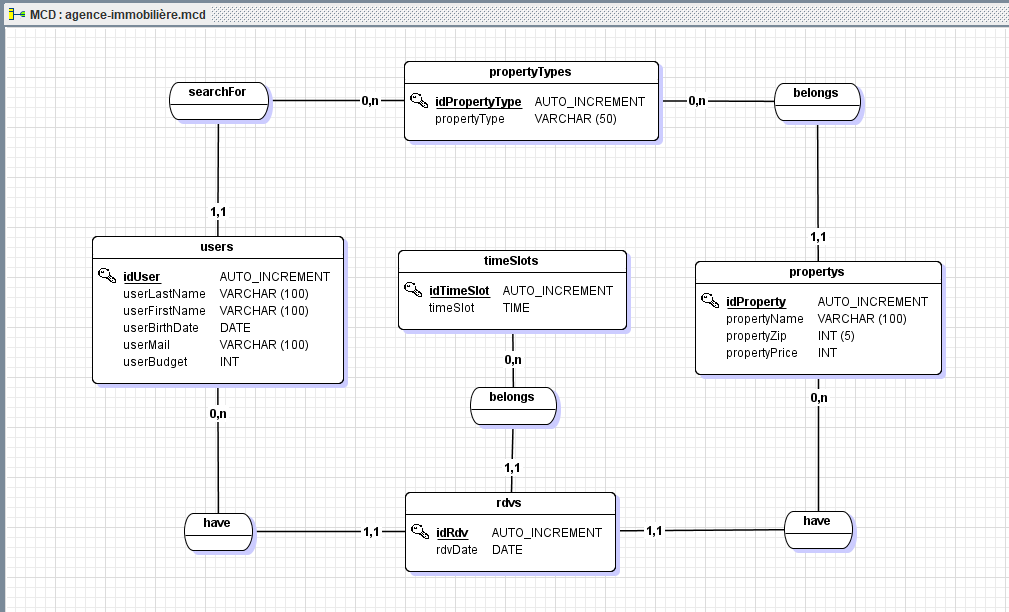 MCD : agence-immobilière.mcd
propertyTypes
idPropertyType AUTO_INCREMENT
propertyType VARCHAR (50)
searchFor
0,n
0,n
belongs
1,1
1,1
users
idUser AUTO_INCREMENT
userLastName VARCHAR (100)
userFirstName VARCHAR (100)
userBirthDate DATE
userMail VARCHAR (100)
userBudget INT
timeSlots
idTimeSlot AUTO_INCREMENT
timeSlot TIME
propertys
idProperty AUTO_INCREMENT
propertyName VARCHAR (100)
propertyZip INT (5)
propertyPrice INT
0,n
0,n
0,n
belongs
1,1
rdvs
idRdv AUTO_INCREMENT
rdvDate DATE
have
1,1
1,1
have